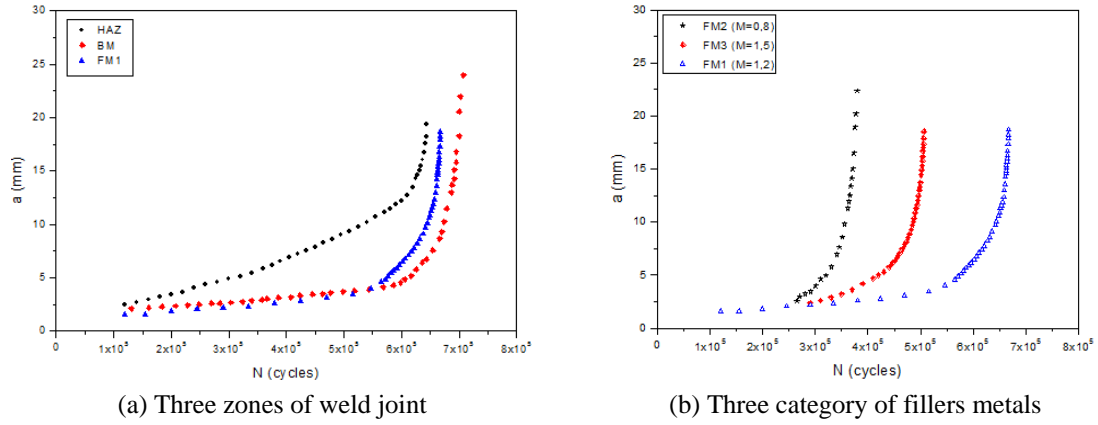 30
25
20
15
10
5
0
a (mm)
HAZ
BM
FM1
0 1x10⁵ 2x10⁵ 3x10⁵ 4x10⁵ 5x10⁵ 6x10⁵ 7x10⁵ 8x10⁵
N (cycles)
(a) Three zones of weld joint
30
25
20
15
10
5
0
a (mm)
FM2 (M=0,8)
FM3 (M=1,5)
FM1 (M=1,2)
0 1x10⁵ 2x10⁵ 3x10⁵ 4x10⁵ 5x10⁵ 6x10⁵ 7x10⁵ 8x10⁵
N (cycles)
(b) Three category of fillers metals